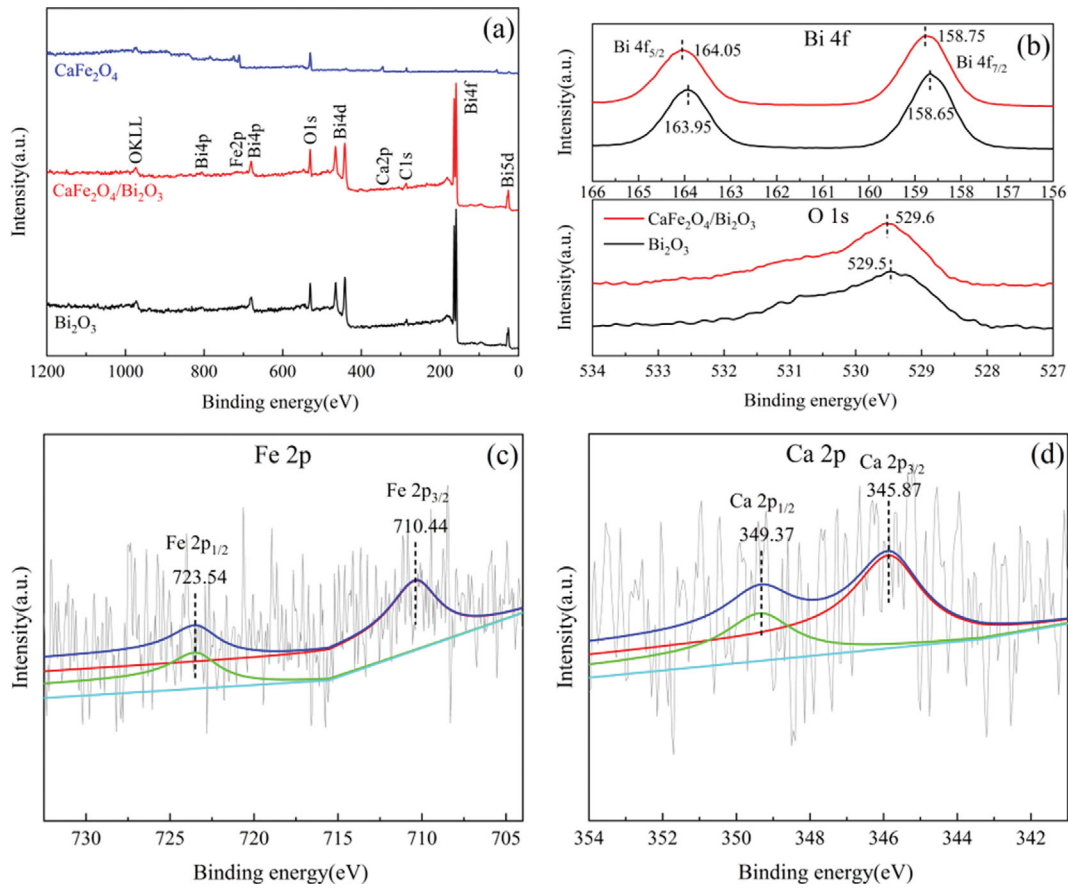 (a)
CaFe2O4
OKLL
Bi4p
Fe2p
Bi4p
O1s
Bi4d
Ca2p
C1s
Bi4f
Bi5d
CaFe2O4/Bi2O3
Bi2O3
Intensity(a.u.)
1200 1000 800 600 400 200 0
Binding energy(eV)
(b)
Bi 4f
Bi 4f5/2
164.05
158.75
Bi 4f7/2
163.95
158.65
Intensity(a.u.)
166 165 164 163 162 161 160 159 158 157 156
O 1s
CaFe2O4/Bi2O3
Bi2O3
529.6
529.5
Intensity(a.u.)
534 533 532 531 530 529 528 527
Binding energy(eV)
(c)
Fe 2p
Fe 2p3/2
710.44
Fe 2p1/2
723.54
Intensity(a.u.)
730 725 720 715 710 705
Binding energy(eV)
(d)
Ca 2p
Ca 2p3/2
345.87
Ca 2p1/2
349.37
Intensity(a.u.)
354 352 350 348 346 344 342
Binding energy(eV)